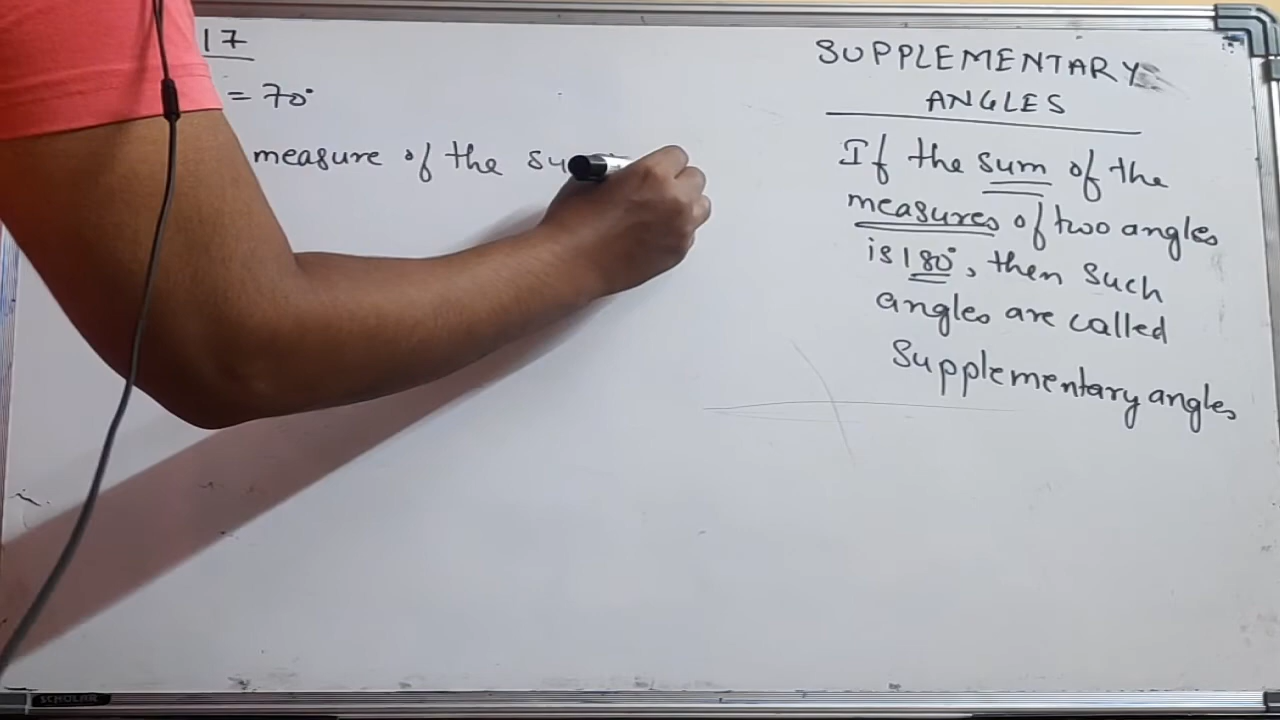 17
= 70°
measure of the su
SUPPLEMENTARY
ANGLES
If the sum of the
measures of two angles
is 180°, then such
angles are called
Supplementary angles
SCHOLAR